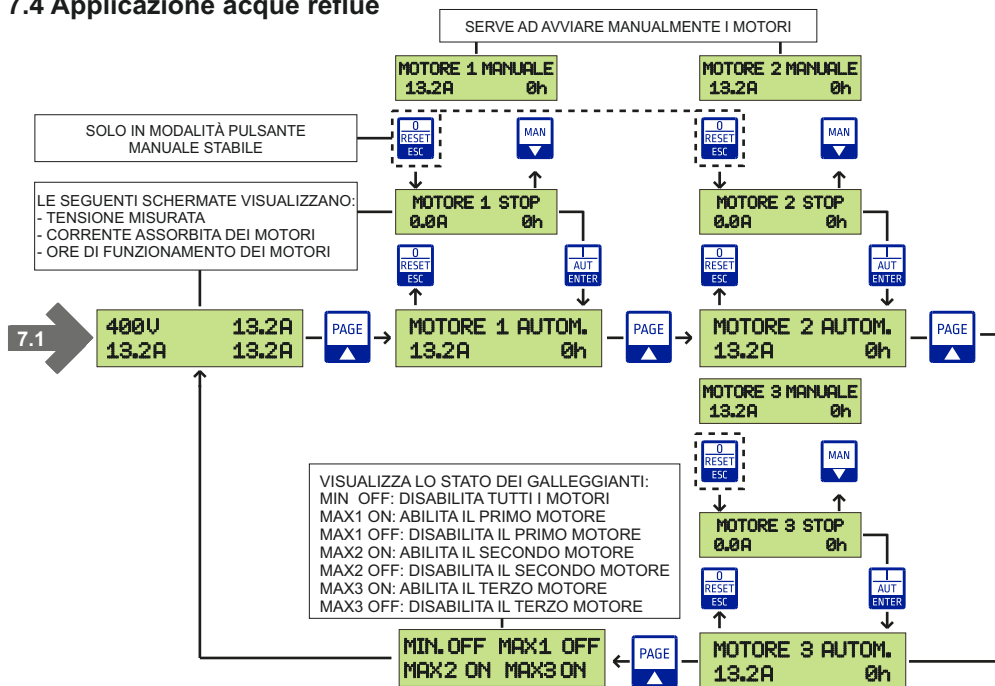 7.4 Applicazione acque reflue
SERVE AD AVVIARE MANUALMENTE I MOTORI
MOTORE 1 MANUALE
13.2A 0h
MOTORE 2 MANUALE
13.2A 0h
SOLO IN MODALITÀ PULSANTE
MANUALE STABILE
0
RESET
ESC
MAN
0
RESET
ESC
MAN
LE SEGUENTI SCHERMATE VISUALIZZANO:
- TENSIONE MISURATA
- CORRENTE ASSORBITA DEI MOTORI
- ORE DI FUNZIONAMENTO DEI MOTORI
MOTORE 1 STOP
0.0A 0h
MOTORE 2 STOP
0.0A 0h
0
RESET
ESC
I
AUT
ENTER
0
RESET
ESC
I
AUT
ENTER
7.1
400V 13.2A
13.2A 13.2A
PAGE
MOTORE 1 AUTOM.
13.2A 0h
PAGE
MOTORE 2 AUTOM.
13.2A 0h
PAGE
MOTORE 3 MANUALE
13.2A 0h
0
RESET
ESC
MAN
VISUALIZZA LO STATO DEI GALLEGGIANTI:
MIN OFF: DISABILITA TUTTI I MOTORI
MAX1 ON: ABILITA IL PRIMO MOTORE
MAX1 OFF: DISABILITA IL PRIMO MOTORE
MAX2 ON: ABILITA IL SECONDO MOTORE
MAX2 OFF: DISABILITA IL SECONDO MOTORE
MAX3 ON: ABILITA IL TERZO MOTORE
MAX3 OFF: DISABILITA IL TERZO MOTORE
MOTORE 3 STOP
0.0A 0h
0
RESET
ESC
I
AUT
ENTER
MIN.OFF MAX1 OFF
MAX2 ON MAX3 ON
PAGE
MOTORE 3 AUTOM.
13.2A 0h